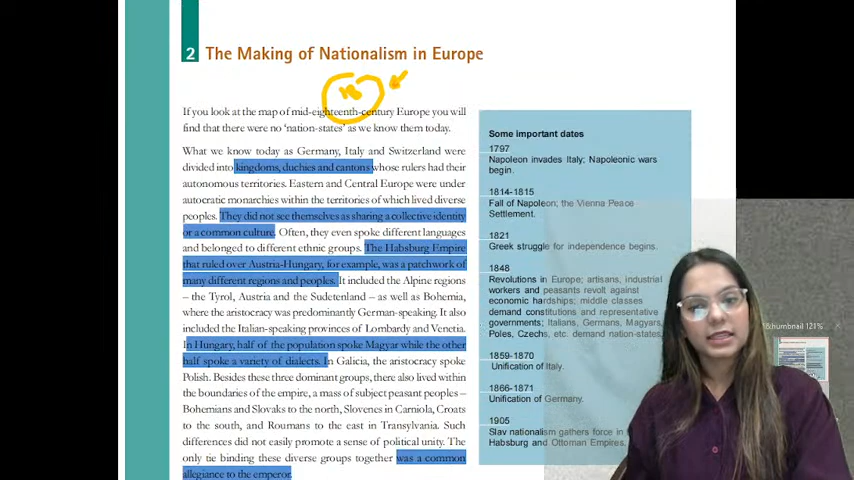 2 The Making of Nationalism in Europe
18
If you look at the map of mid-eighteenth-century Europe you will
find that there were no ‘nation-states’ as we know them today.
What we know today as Germany, Italy and Switzerland were
divided into kingdoms, duchies and cantons whose rulers had their
autonomous territories. Eastern and Central Europe were under
autocratic monarchies within the territories of which lived diverse
peoples. They did not see themselves as sharing a collective identity
or a common culture. Often, they even spoke different languages
and belonged to different ethnic groups. The Habsburg Empire
that ruled over Austria-Hungary, for example, was a patchwork of
many different regions and peoples. It included the Alpine regions
– the Tyrol, Austria and the Sudetenland – as well as Bohemia,
where the aristocracy was predominantly German-speaking. It also
included the Italian-speaking provinces of Lombardy and Venetia.
In Hungary, half of the population spoke Magyar while the other
half spoke a variety of dialects. In Galicia, the aristocracy spoke
Polish. Besides these three dominant groups, there also lived within
the boundaries of the empire, a mass of subject peasant peoples –
Bohemians and Slovaks to the north, Slovenes in Carniola, Croats
to the south, and Roumans to the east in Transylvania. Such
differences did not easily promote a sense of political unity. The
only tie binding these diverse groups together was a common
allegiance to the emperor.
Some important dates
1797
Napoleon invades Italy; Napoleonic wars
begin.
1814-1815
Fall of Napoleon; the Vienna Peace
Settlement.
1821
Greek struggle for independence begins.
1848
Revolutions in Europe; artisans, industrial
workers and peasants revolt against
economic hardships; middle classes
demand constitutions and representative
governments; Italians, Germans, Magyars,
Poles, Czechs, etc. demand nation-states.
1859-1870
Unification of Italy.
1866-1871
Unification of Germany.
1905
Slav nationalism gathers force in
Habsburg and Ottoman Empires.